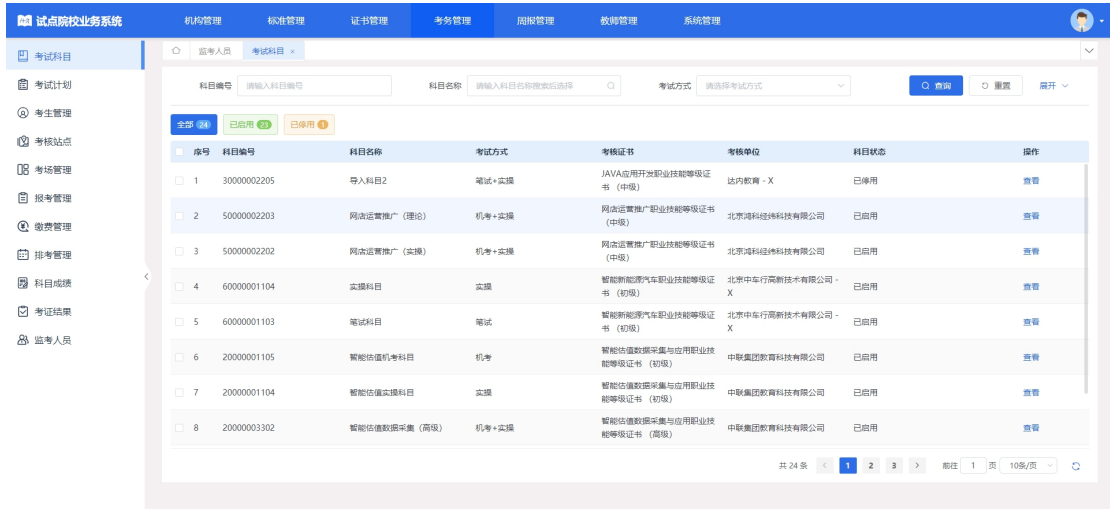 试点院校业务系统 机构管理 标准管理 证书管理 考务管理 周报管理 教师管理 系统管理
考试科目
考试计划
考生管理
考核站点
考场管理
报考管理
缴费管理
排考管理
科目成绩
考证结果
监考人员
监考人员 考试科目 ×
科目编号 请输入科目编号 科目名称 请输入科目名称搜索后选择 考试方式 请选择考试方式 查询 重置 展开
全部 24 已启用 23 已停用 1
序号 科目编号 科目名称 考试方式 考核证书 考核单位 科目状态 操作
1 30000002205 导入科目2 笔试+实操 JAVA应用开发职业技能等级证书 （中级） 达内教育 - X 已停用 查看
2 50000002203 网店运营推广（理论） 机考+实操 网店运营推广职业技能等级证书 （中级） 北京鸿科经纬科技有限公司 已启用 查看
3 50000002202 网店运营推广（实操） 机考+实操 网店运营推广职业技能等级证书 （中级） 北京鸿科经纬科技有限公司 已启用 查看
4 60000001104 实操科目 实操 智能新能源汽车职业技能等级证书 （初级） 北京中车行高新技术有限公司 - X 已启用 查看
5 60000001103 笔试科目 笔试 智能新能源汽车职业技能等级证书 （初级） 北京中车行高新技术有限公司 - X 已启用 查看
6 20000001105 智能估值机考科目 机考 智能估值数据采集与应用职业技能等级证书 （初级） 中联集团教育科技有限公司 已启用 查看
7 20000001104 智能估值实操科目 实操 智能估值数据采集与应用职业技能等级证书 （初级） 中联集团教育科技有限公司 已启用 查看
8 20000003302 智能估值数据采集（高级） 机考+实操 智能估值数据采集与应用职业技能等级证书 （高级） 中联集团教育科技有限公司 已启用 查看
共 24 条 1 2 3 前往 1 页 10条/页